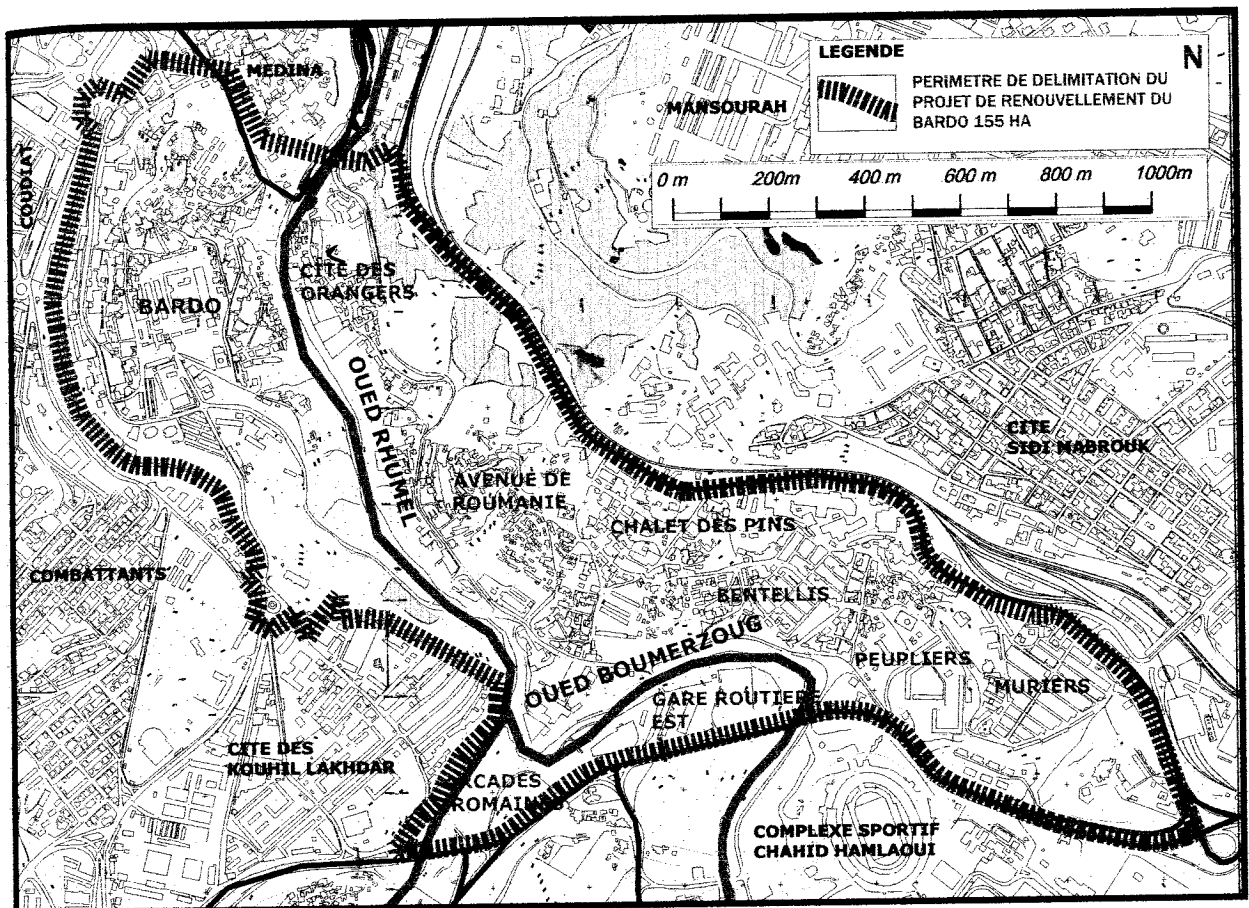 LEGENDE
N
PERIMETRE DE DELIMITATION DU
PROJET DE RENOUVELLEMENT DU
BARDO 155 HA
0 m 200m 400 m 600 m 800 m 1000m
MEDINA
MANSOURAH
COUDIAT
CITE DES
ORANGERS
BARDO
OUED RHUMEL
CITE
SIDI MABROUK
AVENUE DE
ROUMANIE
CHALET DES PINS
COMBATTANTS
BENTELLIS
OUED BOUMERZOUG
PEUPLIERS
MURIERS
GARE ROUTIERE
EST
CITE DES
KOUHIL LAKHDAR
RCADES
ROMAINES
COMPLEXE SPORTIF
CHAHID HAMLAOUI